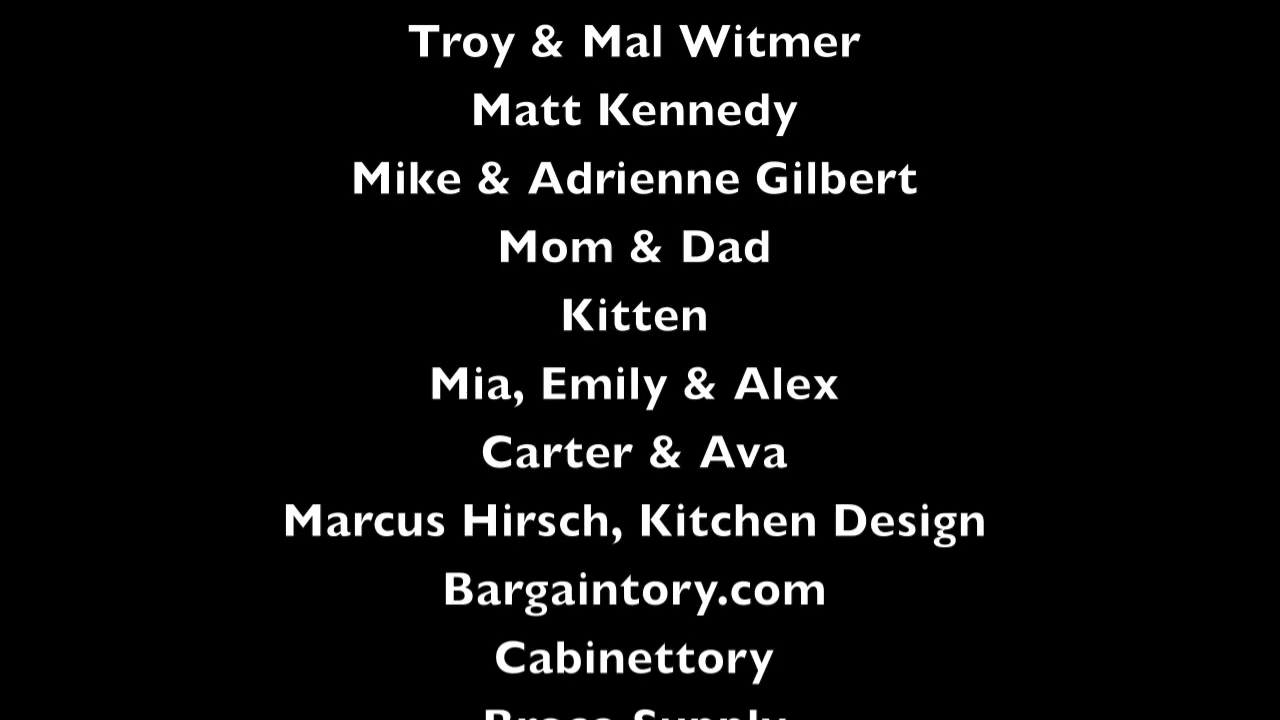 Troy & Mal Witmer
Matt Kennedy
Mike & Adrienne Gilbert
Mom & Dad
Kitten
Mia, Emily & Alex
Carter & Ava
Marcus Hirsch, Kitchen Design
Bargaintory.com
Cabinettory
Supply